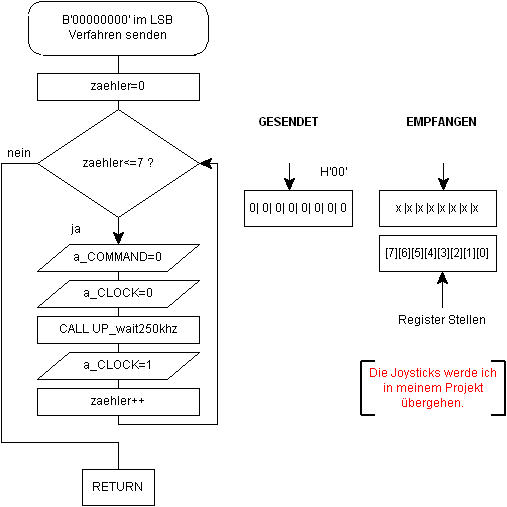 B'00000000' im LSB
Verfahren senden
zaehler=0
nein
zaehler<=7 ?
ja
a_COMMAND=0
a_CLOCK=0
CALL UP_wait250khz
a_CLOCK=1
zaehler++
RETURN
GESENDET
H'00'
0| 0| 0| 0| 0| 0| 0| 0
EMPFANGEN
x |x |x |x |x |x |x |x
[7][6][5][4][3][2][1][0]
Register Stellen
Die Joysticks werde ich
in meinem Projekt
übergehen.